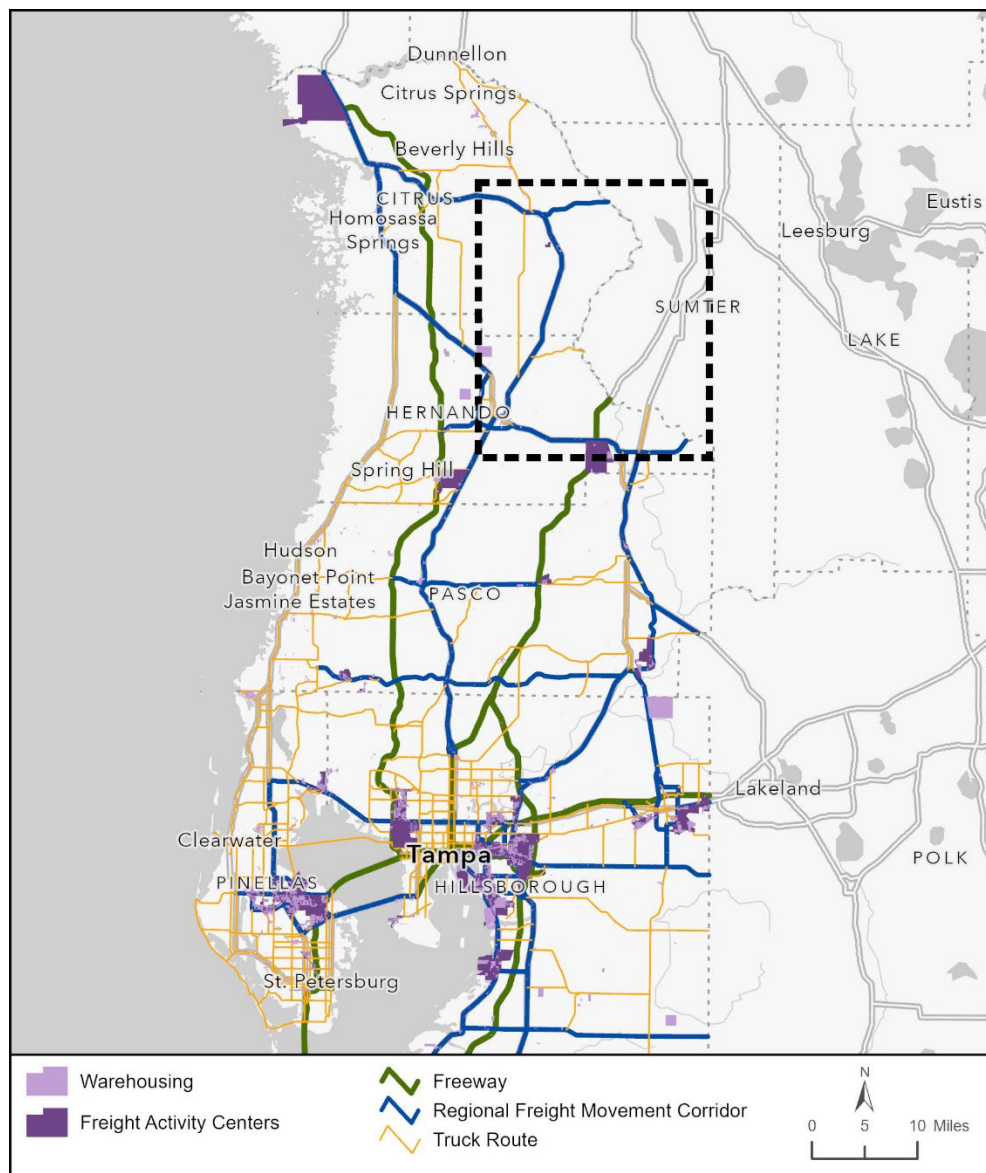 Dunnellon
Citrus Springs
Beverly Hills
CITRUS
Homosassa
Springs
Eustis
Leesburg
SUMTER
LAKE
HERNANDO
Spring Hill
Hudson
Bayonet Point
Jasmine Estates
PASCO
Lakeland
Clearwater
Tampa
POLK
PINELLAS
HILLSBOROUGH
St. Petersburg
Warehousing
Freight Activity Centers
Freeway
Regional Freight Movement Corridor
Truck Route
N
0 5 10 Miles